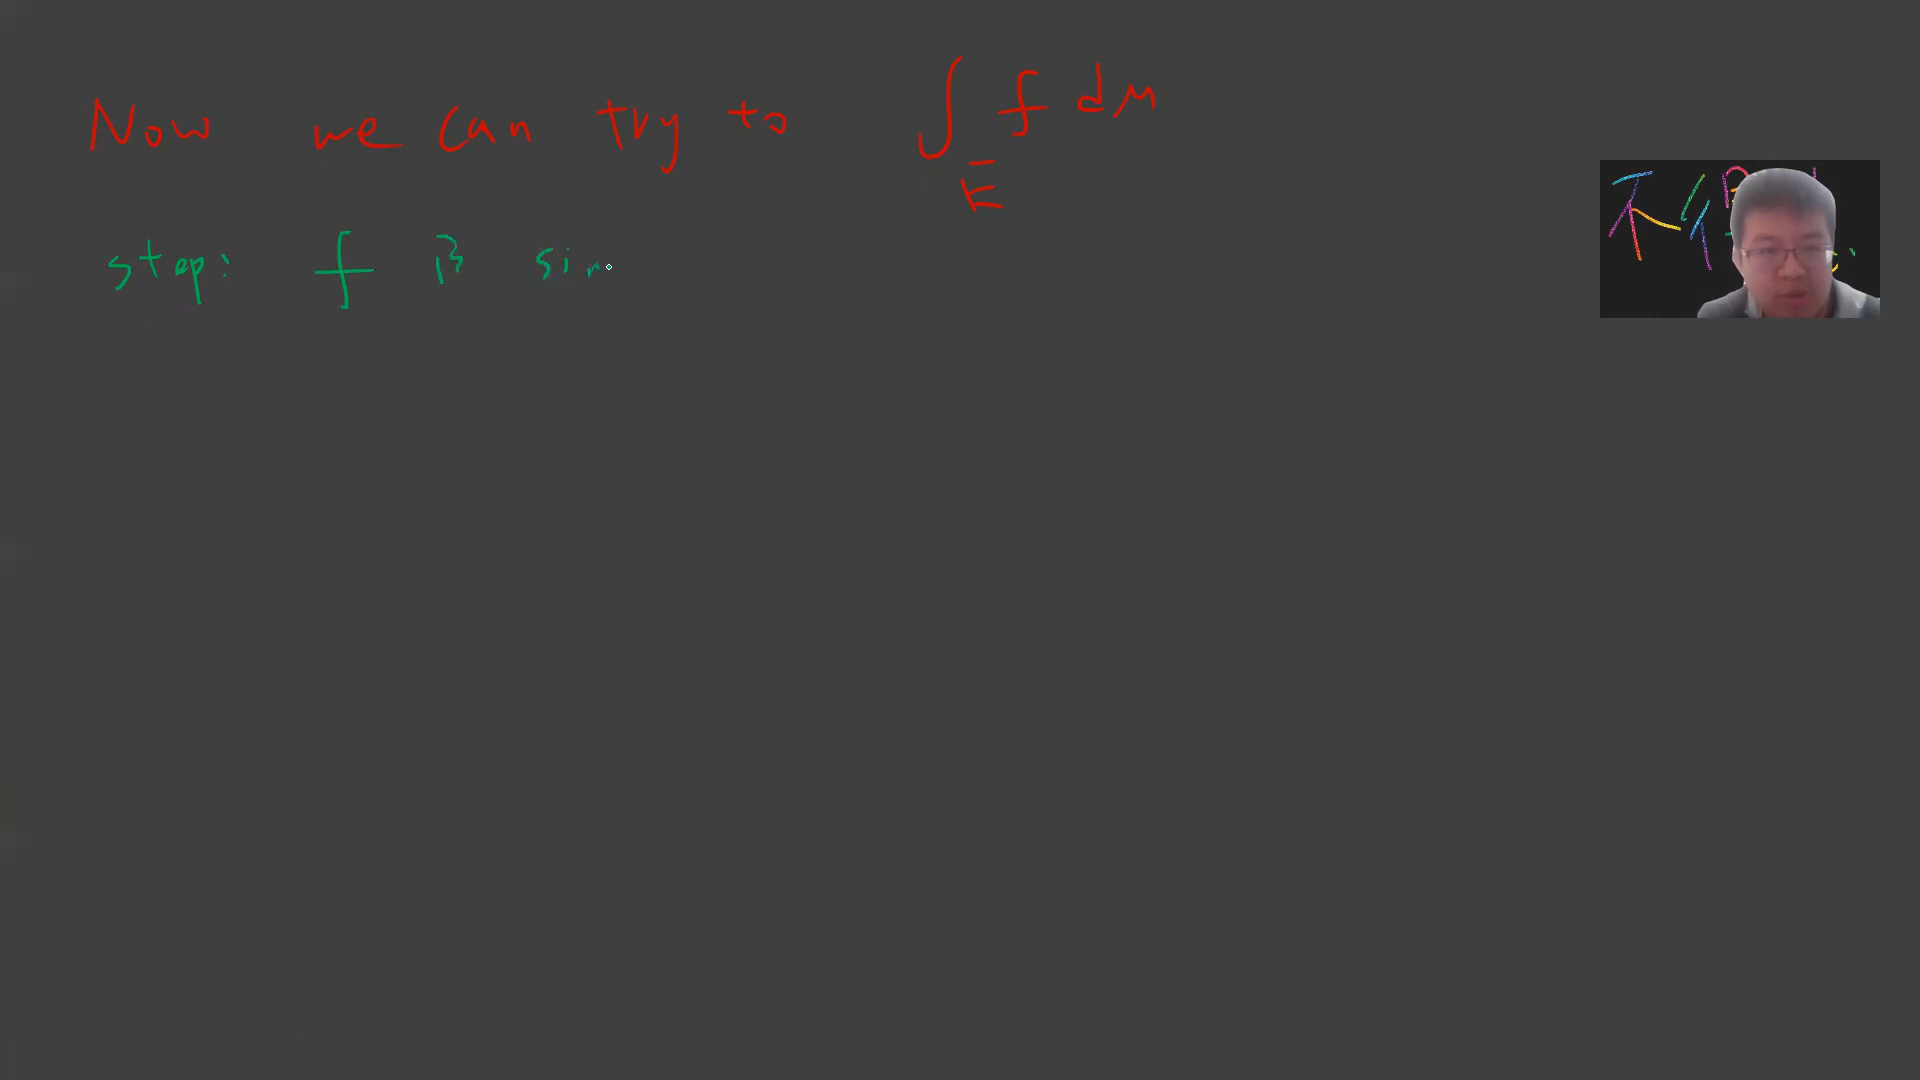 Now we can try to ∫_E f dμ
step: f is sim